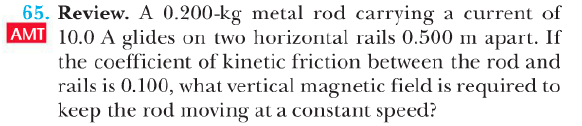 65. Review. A 0.200-kg metal rod carrying a current of
AMT 10.0 A glides on two horizontal rails 0.500 m apart. If
the coefficient of kinetic friction between the rod and
rails is 0.100, what vertical magnetic field is required to
keep the rod moving at a constant speed?